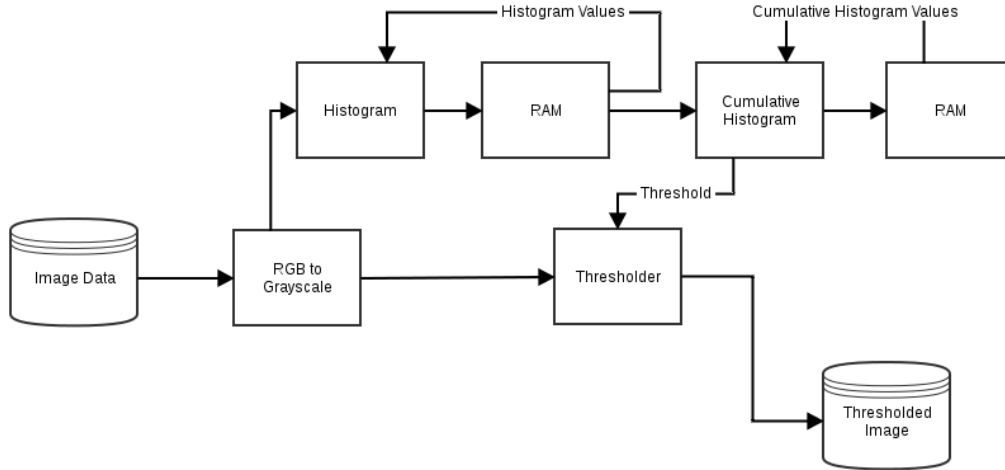 Histogram Values
Cumulative Histogram Values
Histogram
RAM
Cumulative
Histogram
RAM
Threshold
Image Data
RGB to
Grayscale
Thresholder
Thresholded
Image